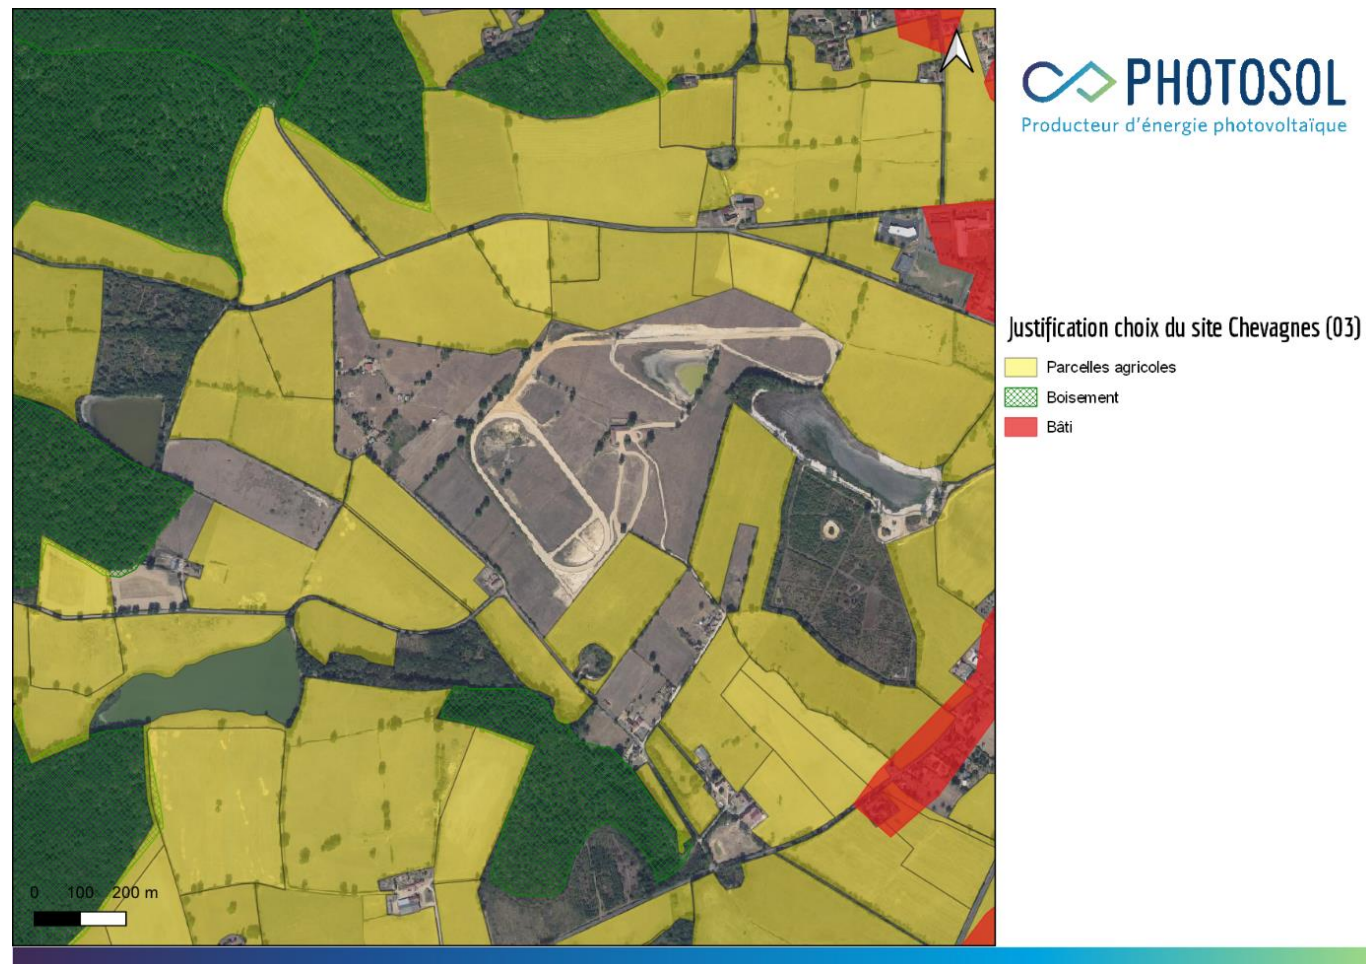 PHOTOSOL
Producteur d'énergie photovoltaïque
Justification choix du site Chevagnes (03)
Parcelles agricoles
Boisement
Bâti
0 100 200 m